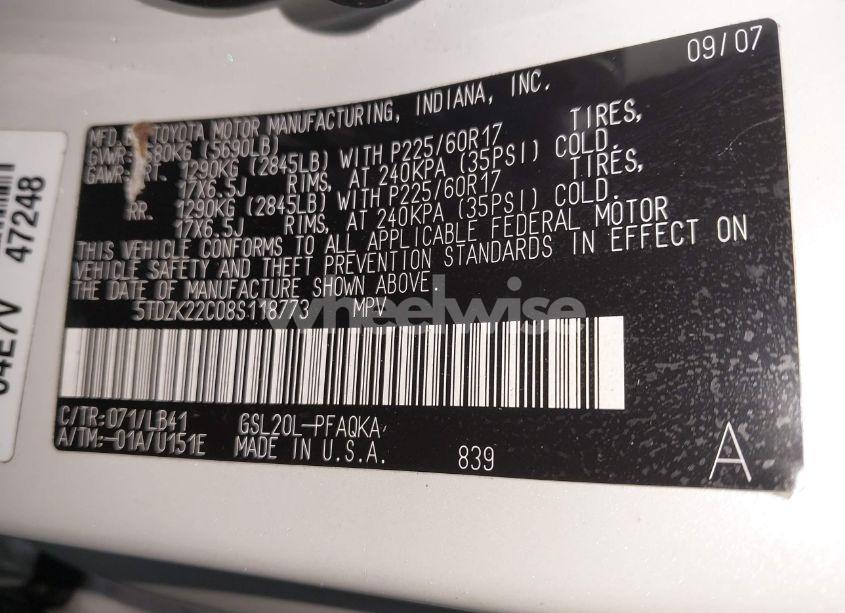 09/07
MFD. TOYOTA MOTOR MANUFACTURING, INDIANA, INC.
GVWR 580KG (5690LB)
GAWR FRT. 1290KG (2845LB) WITH P225/60R17 TIRES,
17X6.5J RIMS, AT 240KPA (35PSI) COLD.
RR. 1290KG (2845LB) WITH P225/60R17 TIRES,
17X6.5J RIMS, AT 240KPA (35PSI) COLD.
THIS VEHICLE CONFORMS TO ALL APPLICABLE FEDERAL MOTOR
VEHICLE SAFETY AND THEFT PREVENTION STANDARDS IN EFFECT ON
THE DATE OF MANUFACTURE SHOWN ABOVE.
5TDZK22C08S118773 MPV
wheelwise
C/TR:071/LB41 GSL20L-PFAQKA
A/TM:-01A/U151E MADE IN U.S.A. 839
A
47248
04E7V